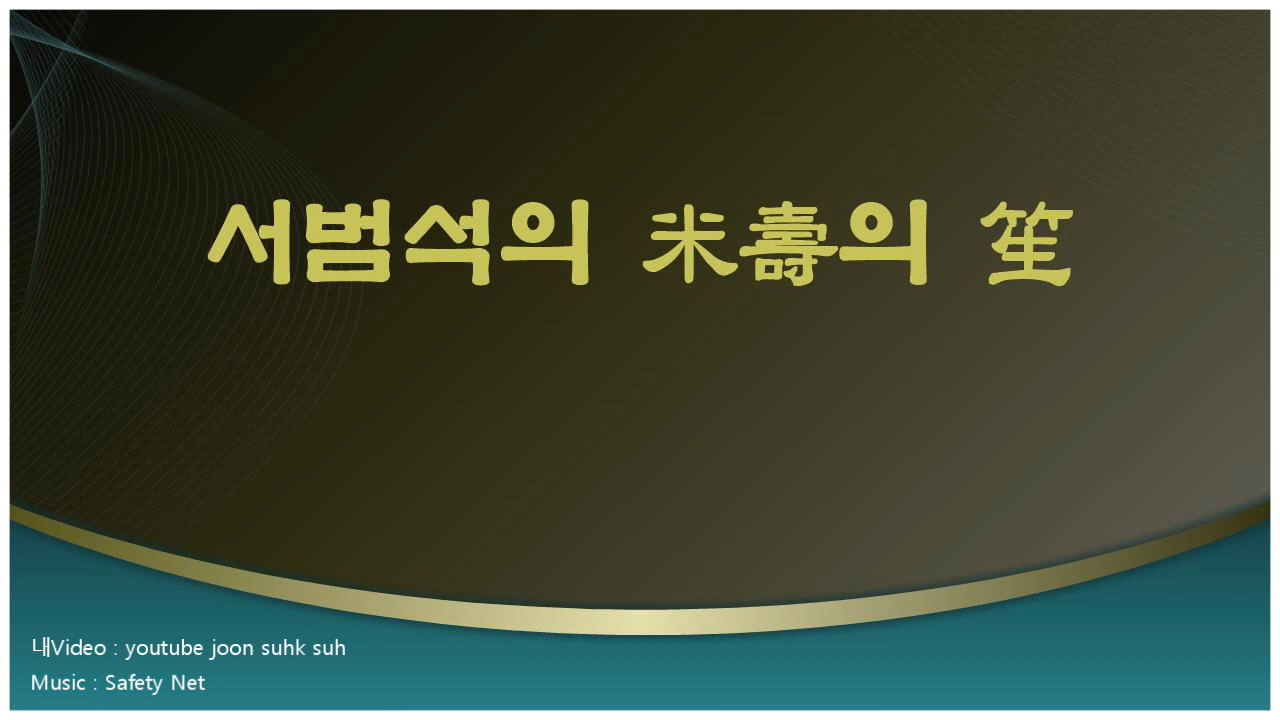 서범석의 米壽의 笙
내Video : youtube joon suhk suh
Music : Safety Net